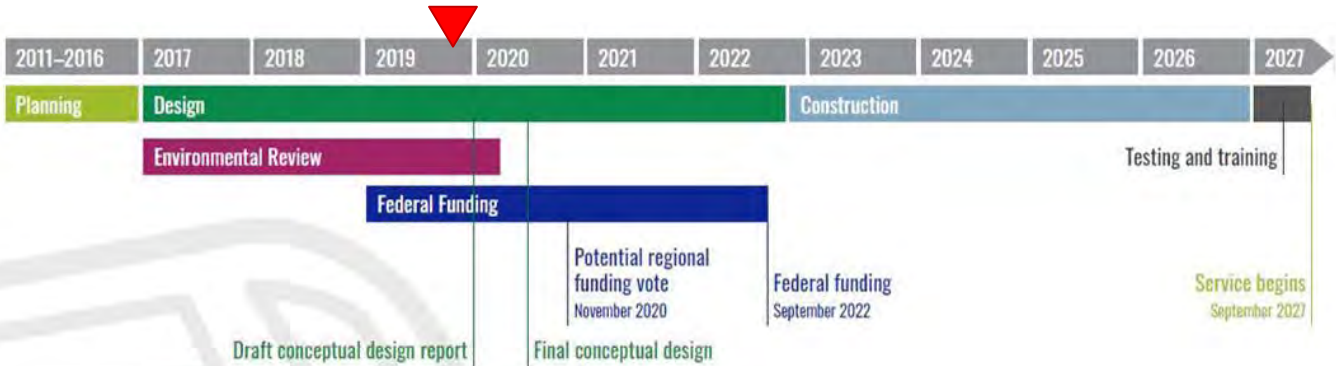 2011–2016 2017 2018 2019 2020 2021 2022 2023 2024 2025 2026 2027
Planning Design Construction
Environmental Review Testing and training
Federal Funding
Potential regional
funding vote
November 2020
Federal funding
September 2022
Service begins
September 2027
Draft conceptual design report Final conceptual design